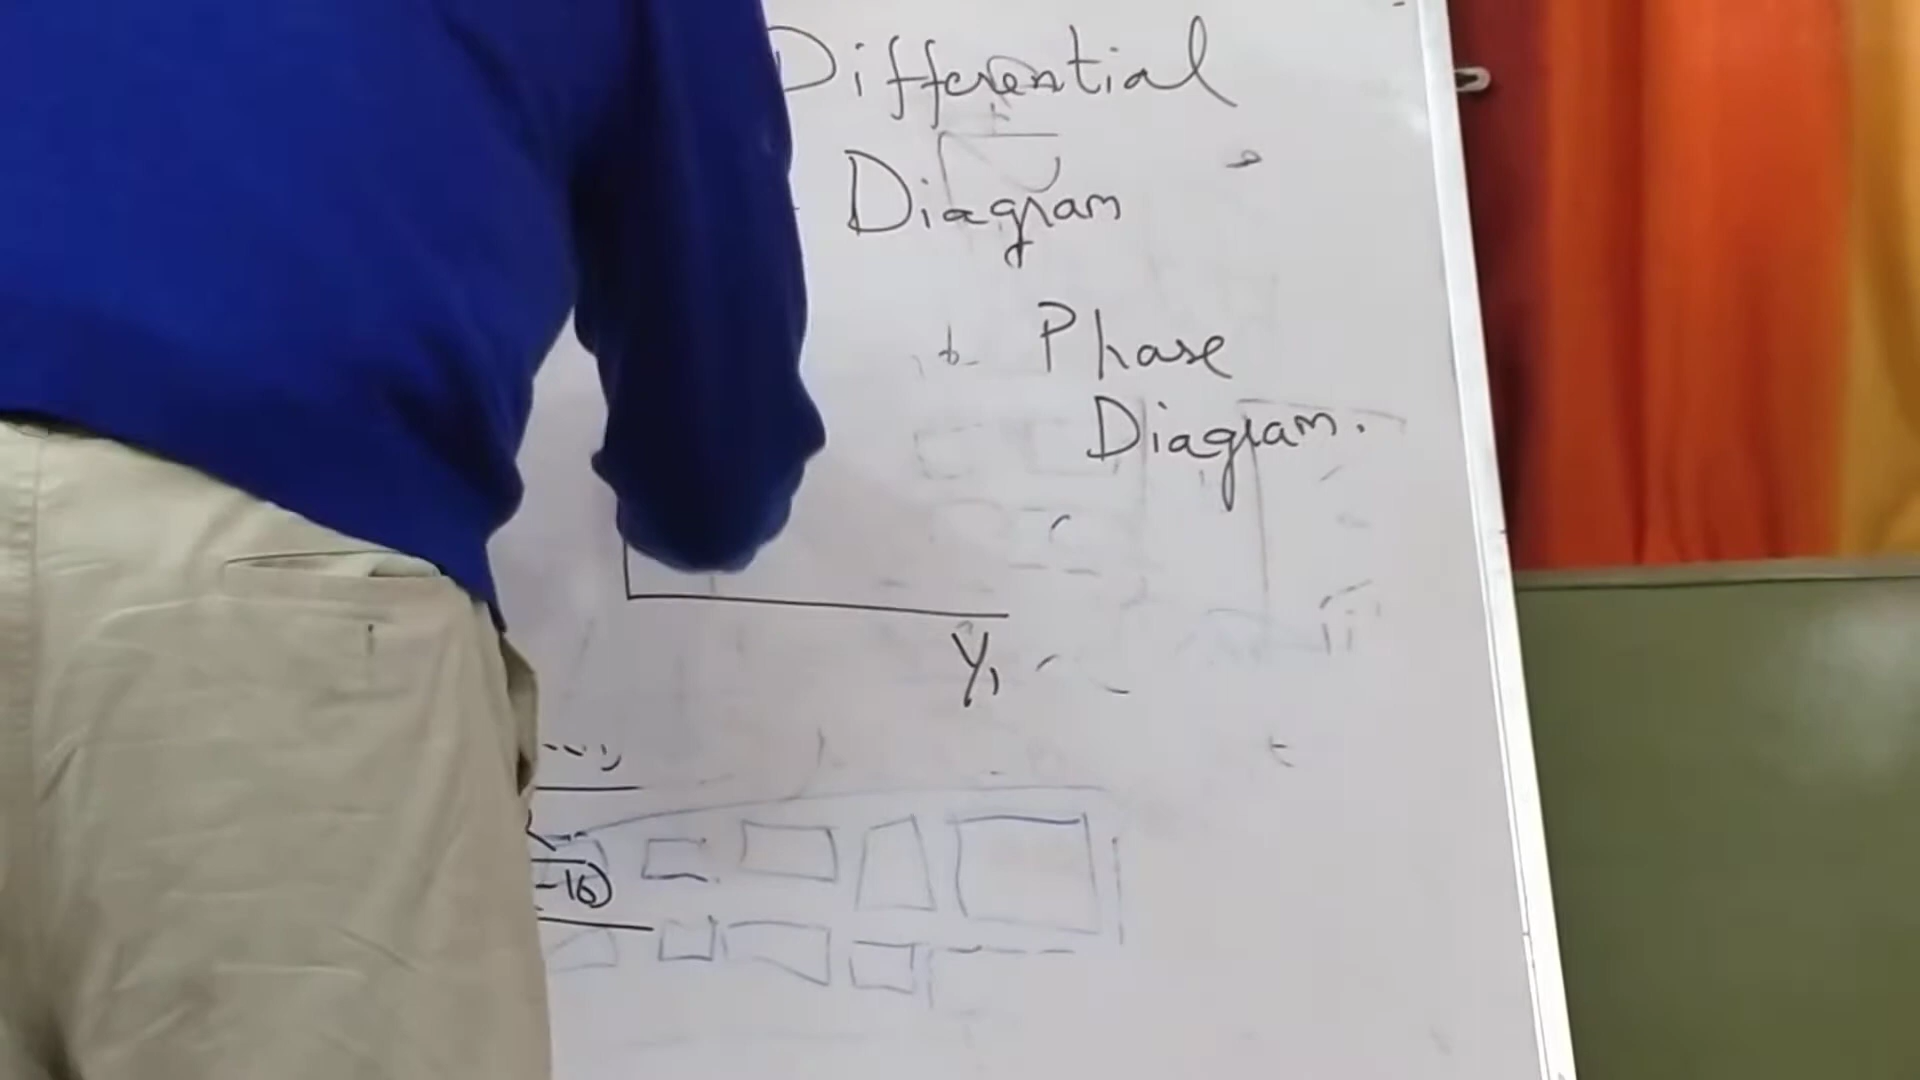 Differential
Diagram
Phase
Diagram.
Y₁
-16)